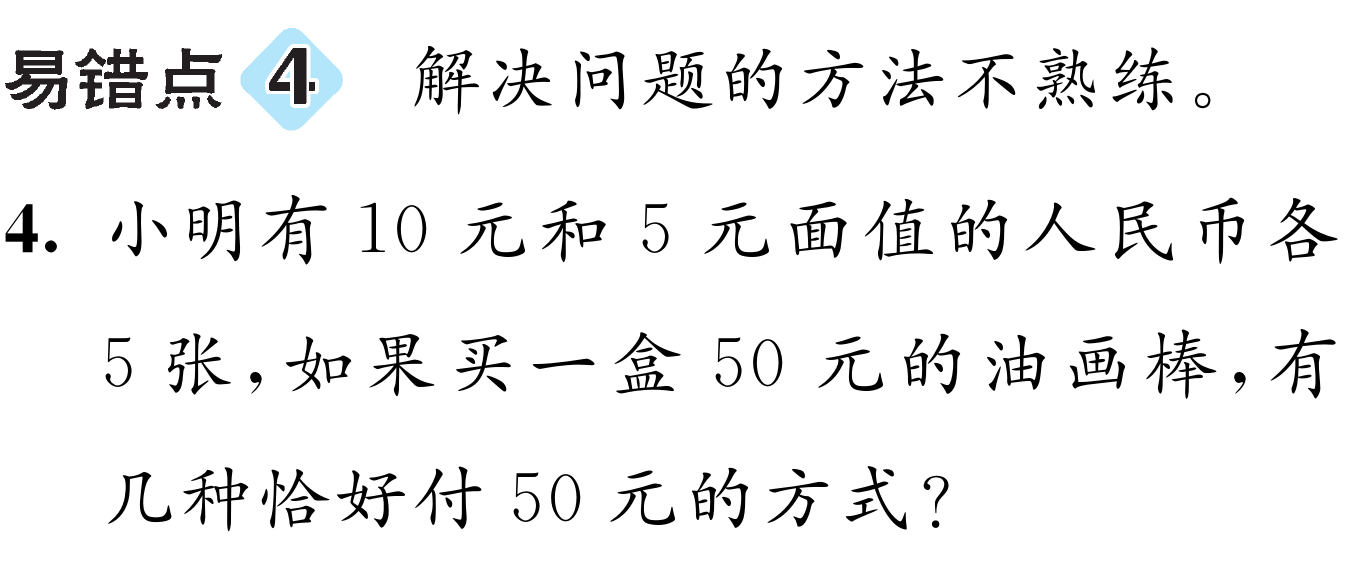 易错点 4 解决问题的方法不熟练。
4. 小明有 10 元和 5 元面值的人民币各
5 张,如果买一盒 50 元的油画棒,有
几种恰好付 50 元的方式?